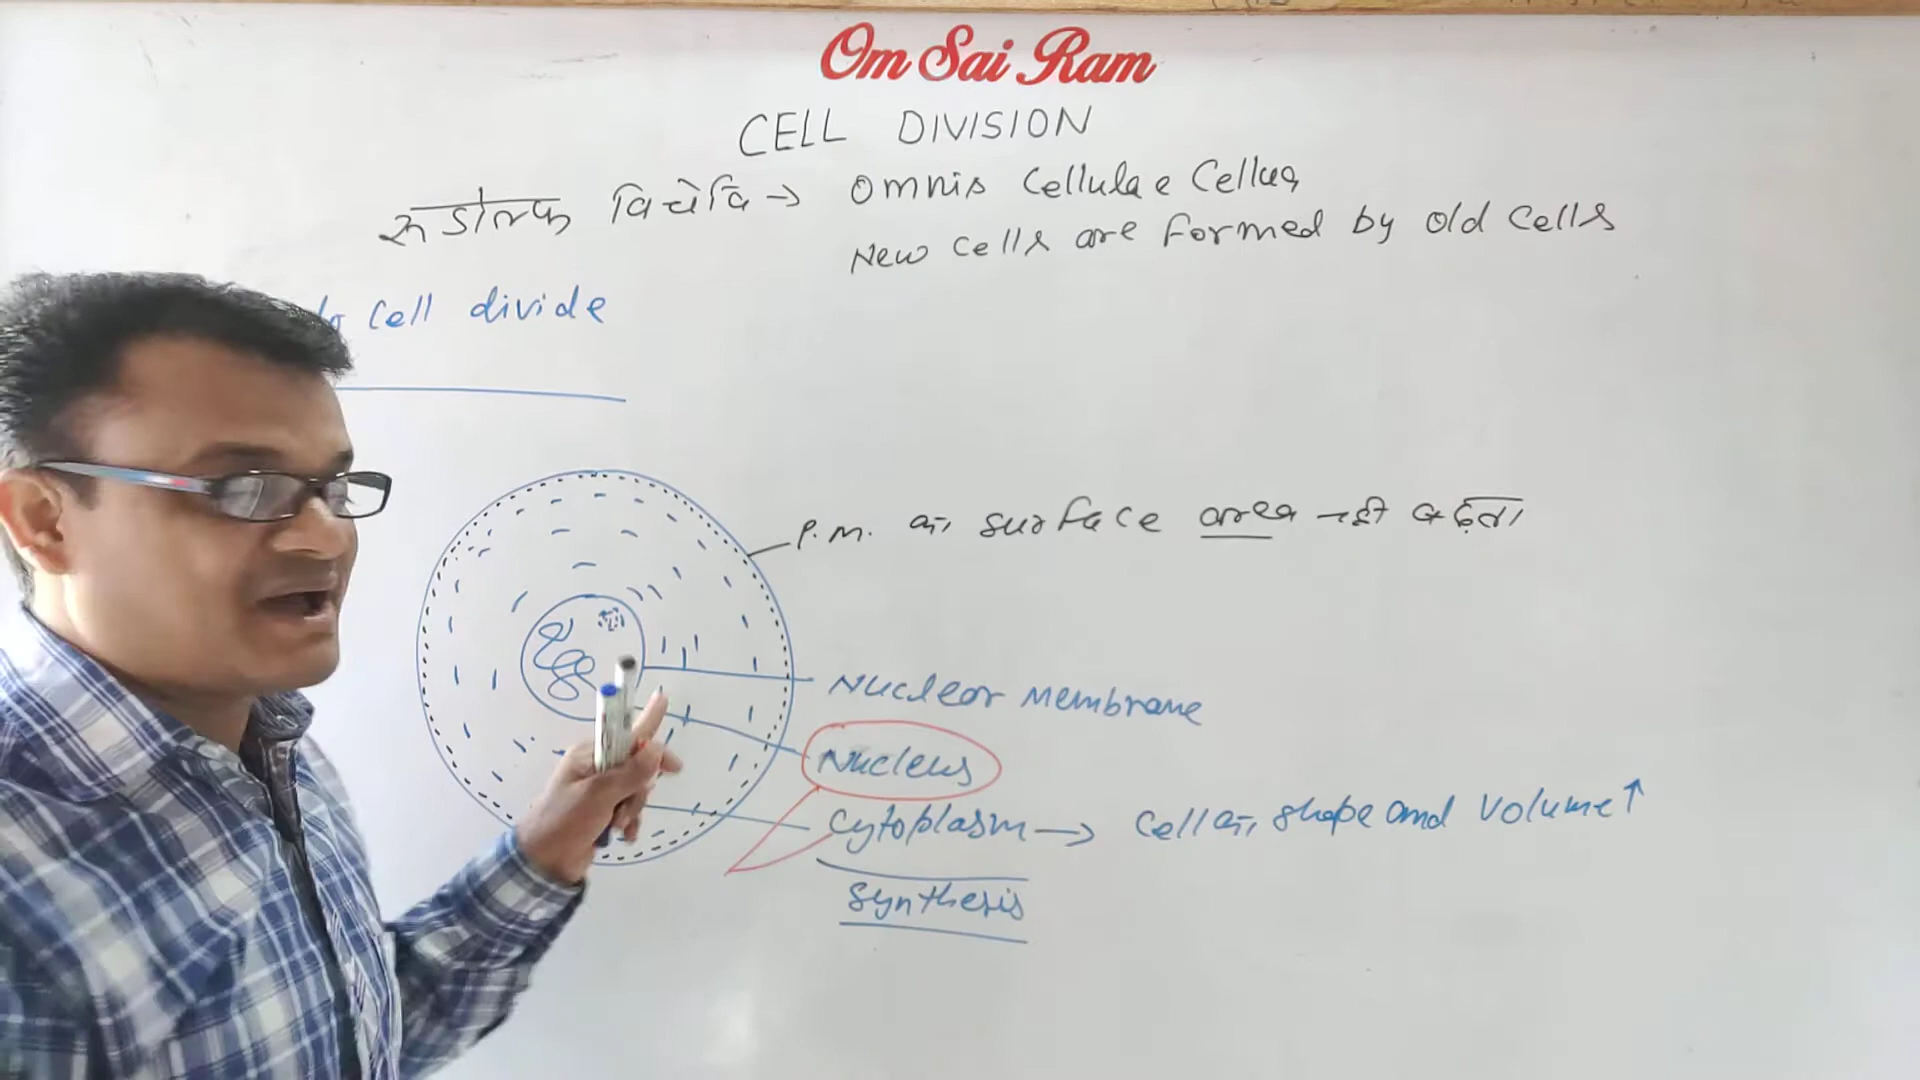 Om Sai Ram
CELL DIVISION
रूडोल्फ विर्चोवि → Omnis Cellula e Cellua
New Cells are formed by old Cells
Cell divide
P.M. का surface area नही बढ़ता
Nuclear Membrane
Nucleus
Cytoplasm → Cell का shape and Volume ↑
Synthesis